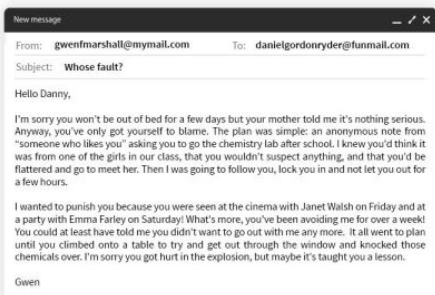 New message
From: gwenfmarshall@mymail.com To: danielgordonryder@funmail.com
Subject: Whose fault?
Hello Danny,
I'm sorry you won't be out of bed for a few days but your mother told me it's nothing serious.
Anyway, you've only got yourself to blame. The plan was simple: an anonymous note from
"someone who likes you" asking you to go the chemistry lab after school. I knew you'd think it
was from one of the girls in our class, that you wouldn't suspect anything, and that you'd be
flattered and go to meet her. Then I was going to follow you, lock you in and not let you out for
a few hours.
I wanted to punish you because you were seen at the cinema with Janet Walsh on Friday and at
a party with Emma Farley on Saturday! What's more, you've been avoiding me for over a week!
You could at least have told me you didn't want to go out with me any more. It all went to plan
until you climbed onto a table to try and get out through the window and knocked those
chemicals over. I'm sorry you got hurt in the explosion, but maybe it's taught you a lesson.
Gwen